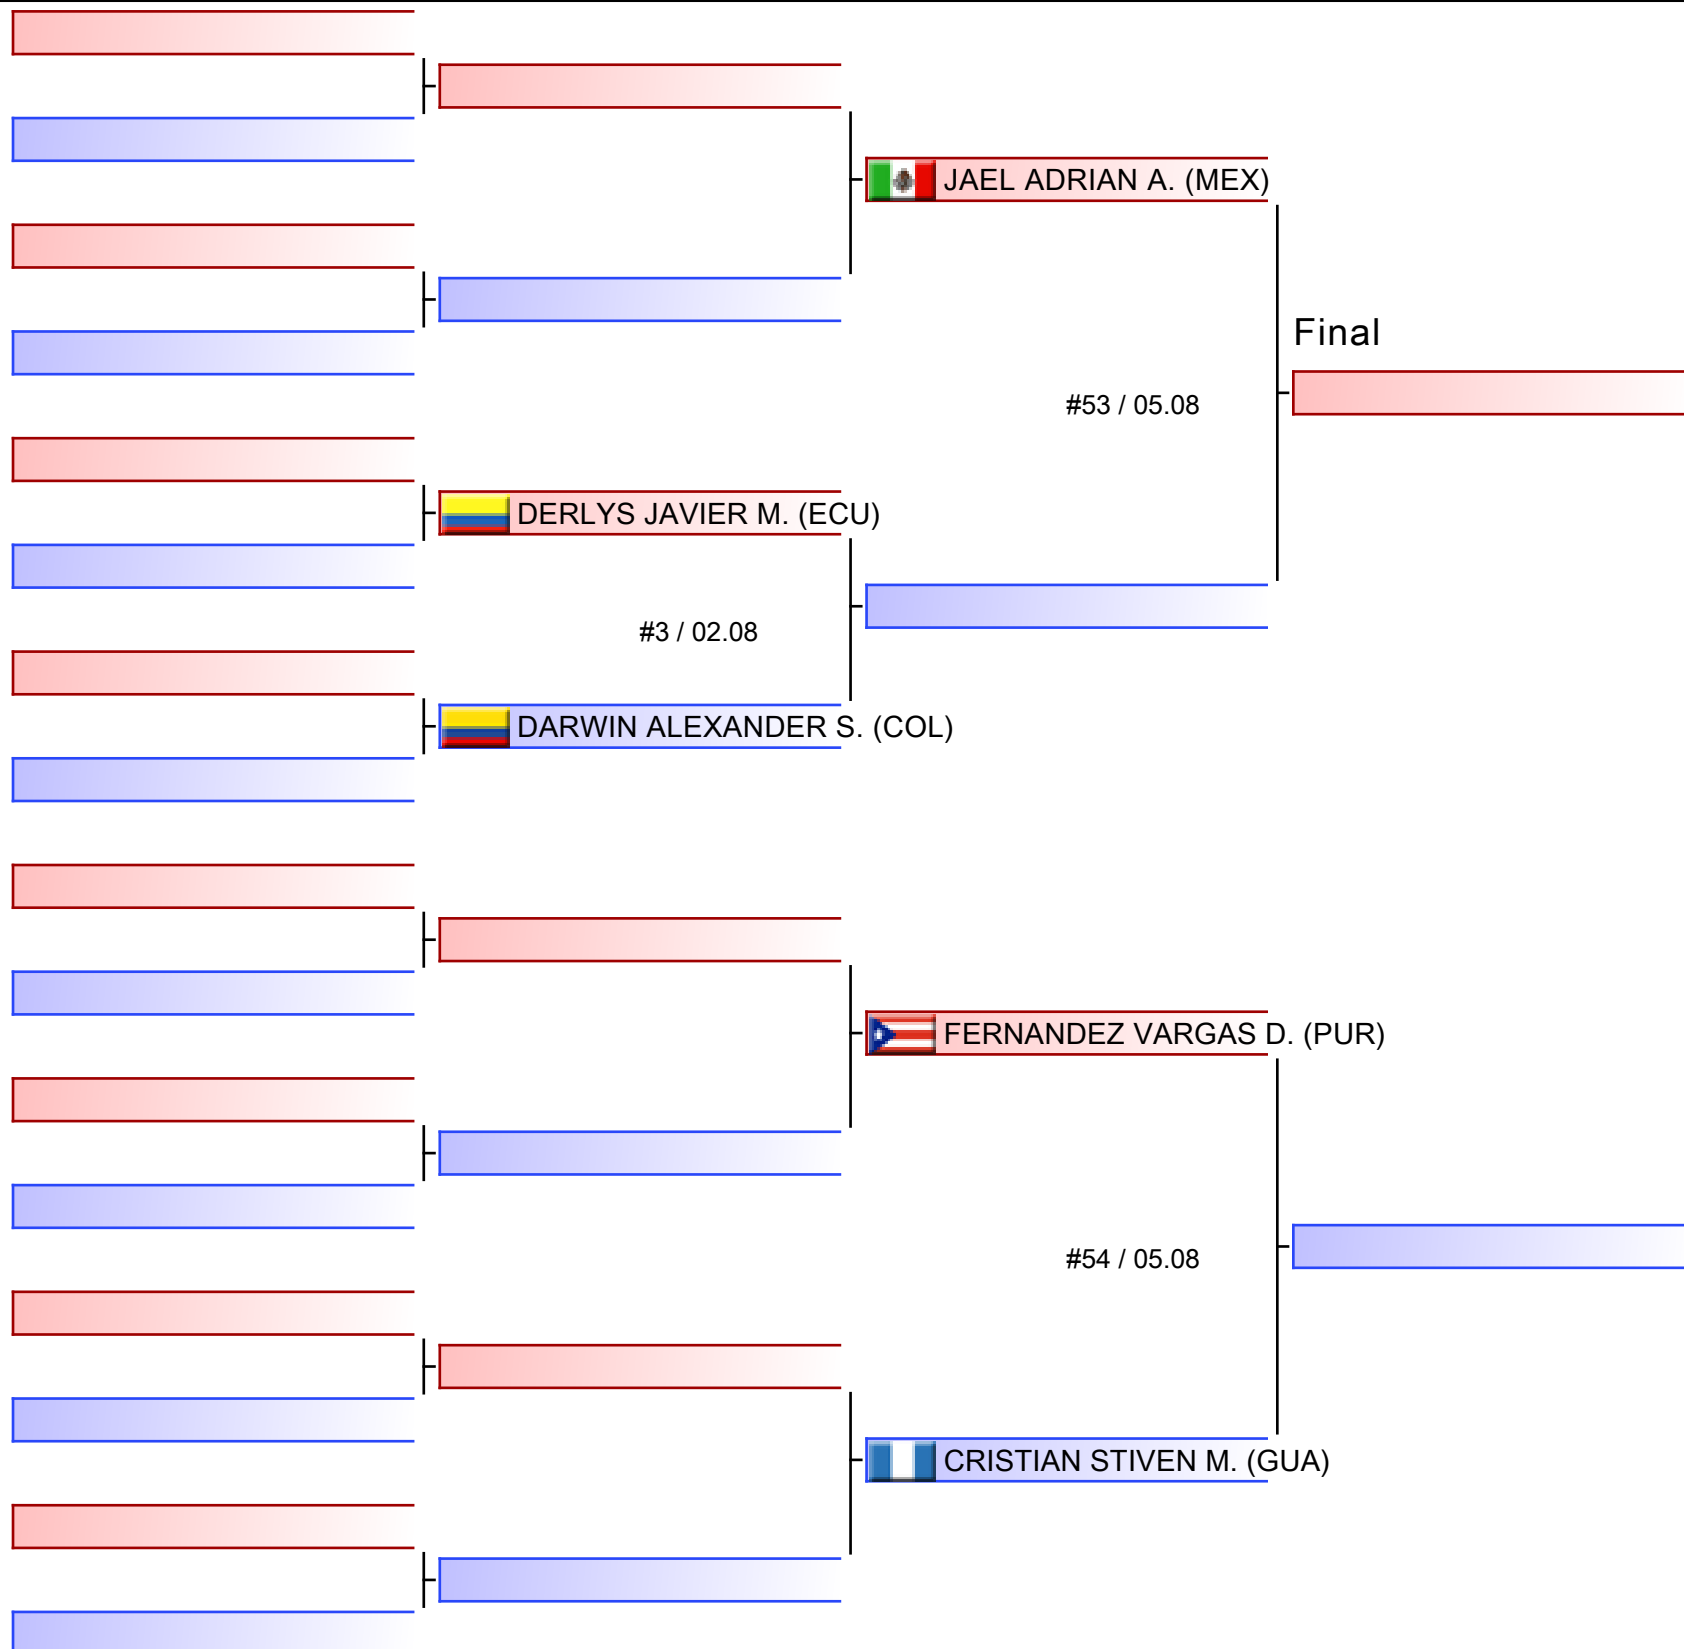 JAEL ADRIAN A. (MEX)
Final
#53 / 05.08
DERLYS JAVIER M. (ECU)
#3 / 02.08
DARWIN ALEXANDER S. (COL)
FERNANDEZ VARGAS D. (PUR)
#54 / 05.08
CRISTIAN STIVEN M. (GUA)